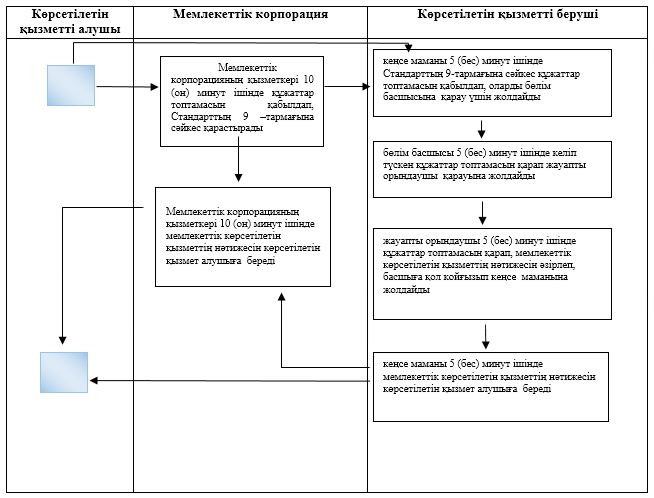 Көрсетілетін
қызметті алушы
Мемлекеттік корпорация
Көрсетілетін қызметті беруші
Мемлекеттік
корпорацияның қызметкері 10
(он) минут ішінде құжаттар
топтамасын қабылдап,
Стандарттың 9 –тармағына
сәйкес қарастырады
кеңсе маманы 5 (бес) минут ішінде
Стандарттың 9-тармағына сәйкес құжаттар
топтамасын қабылдап, оларды бөлім
басшысына қарау үшін жолдайды
бөлім басшысы 5 (бес) минут ішінде келіп
түскен құжаттар топтамасын қарап жауапты
орындаушы қарауына жолдайды
Мемлекеттік корпорацияның
қызметкері 10 (он) минут ішінде
мемлекеттік көрсетілетін
қызметтің нәтижесін көрсетілетін
қызмет алушыға береді
жауапты орындаушы 5 (бес) минут ішінде
құжаттар топтамасын қарап, мемлекеттік
көрсетілетін қызметтің нәтижесін әзірлеп,
басшыға қол қойғызып кеңсе маманына
жолдайды
кеңсе маманы 5 (бес) минут ішінде
мемлекеттік көрсетілетін қызметтің нәтижесін
көрсетілетін қызмет алушыға береді